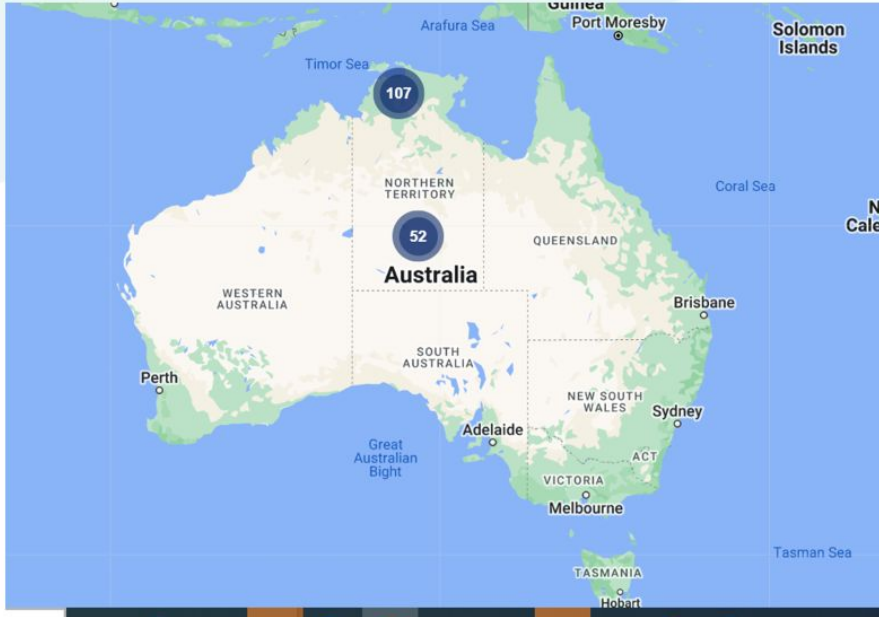 Guinea
Port Moresby
Arafura Sea
Solomon
Islands
Timor Sea
107
NORTHERN
TERRITORY
Coral Sea
N
Cale
52
QUEENSLAND
Australia
WESTERN
AUSTRALIA
Brisbane
SOUTH
AUSTRALIA
Perth
NEW SOUTH
WALES
Sydney
Adelaide
Great
Australian
Bight
ACT
VICTORIA
Melbourne
Tasman Sea
TASMANIA
Hobart